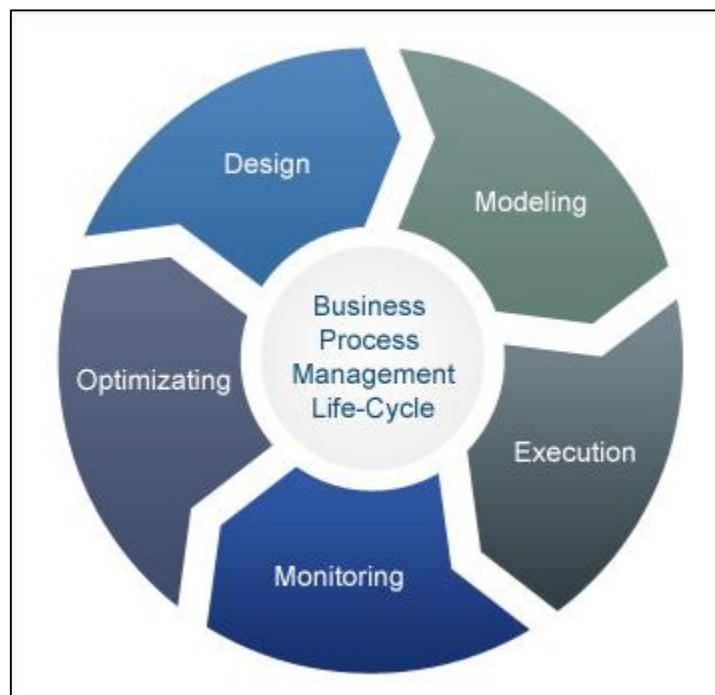 Design
Modeling
Business
Process
Management
Life-Cycle
Optimizating
Execution
Monitoring